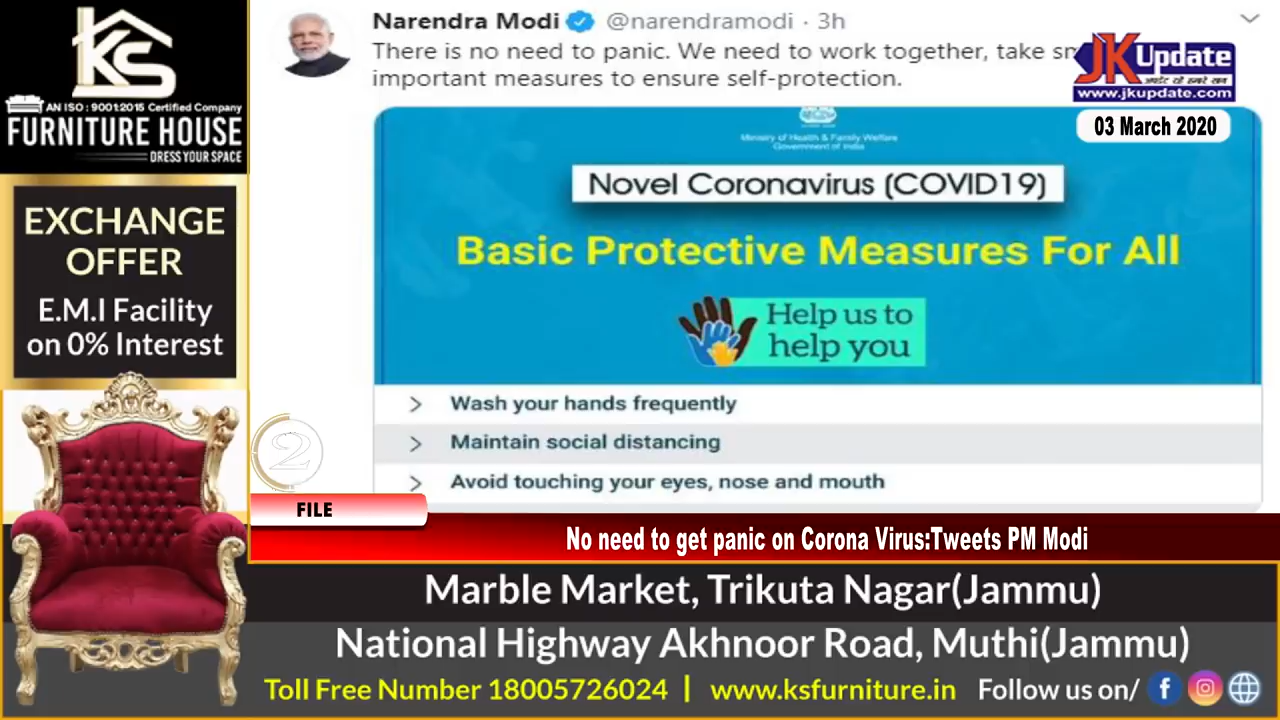 KS
AN ISO : 9001:2015 Certified Company
FURNITURE HOUSE
DRESS YOUR SPACE
EXCHANGE
OFFER
E.M.I Facility
on 0% Interest
Narendra Modi @narendramodi · 3h
There is no need to panic. We need to work together, take
important measures to ensure self-protection.
JK Update
अपडेट रहे हमारे साथ
www.jkupdate.com
03 March 2020
Ministry of Health & Family Welfare
Government of India
Novel Coronavirus (COVID19)
Basic Protective Measures For All
Help us to
help you
> Wash your hands frequently
> Maintain social distancing
> Avoid touching your eyes, nose and mouth
2
FILE
No need to get panic on Corona Virus:Tweets PM Modi
Marble Market, Trikuta Nagar(Jammu)
National Highway Akhnoor Road, Muthi(Jammu)
Toll Free Number 18005726024 | www.ksfurniture.in Follow us on/